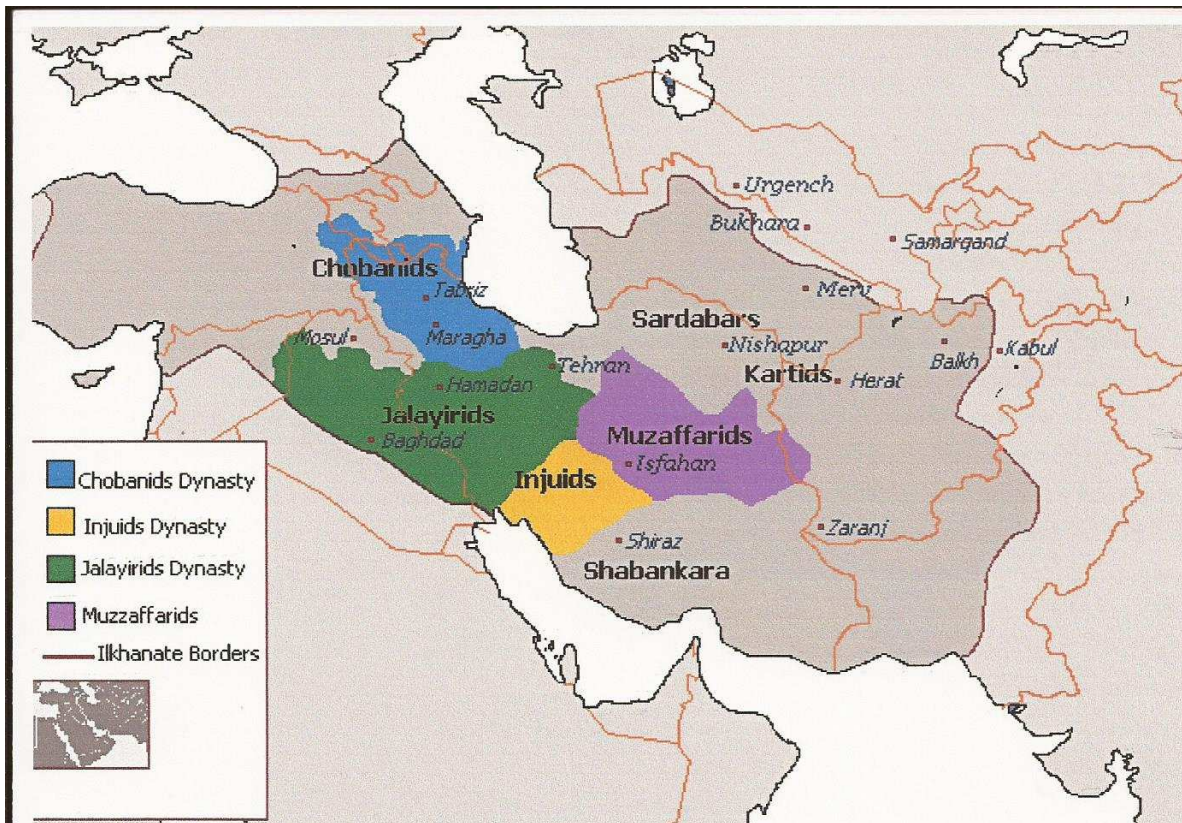 Urgench
Bukhara
Samargand
Chobanids
Tabriz
Merv
Sardabars
Mosul
Maragha
Nishapur
Balkh
Kabul
Tehran
Kartids
Herat
Hamadan
Jalayirids
Baghdad
Muzaffarids
Isfahan
Injuids
Zaranj
Shiraz
Shabankara
Chobanids Dynasty
Injuids Dynasty
Jalayirids Dynasty
Muzzaffarids
Ilkhanate Borders